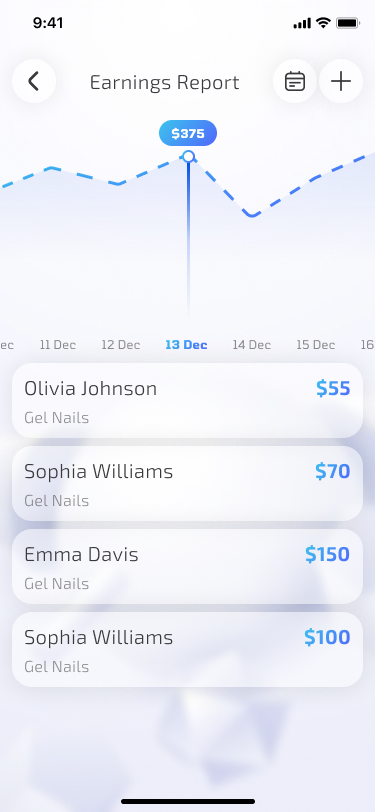 9:41
Earnings Report
$375
ec 11 Dec 12 Dec 13 Dec 14 Dec 15 Dec 16
Olivia Johnson $55
Gel Nails
Sophia Williams $70
Gel Nails
Emma Davis $150
Gel Nails
Sophia Williams $100
Gel Nails